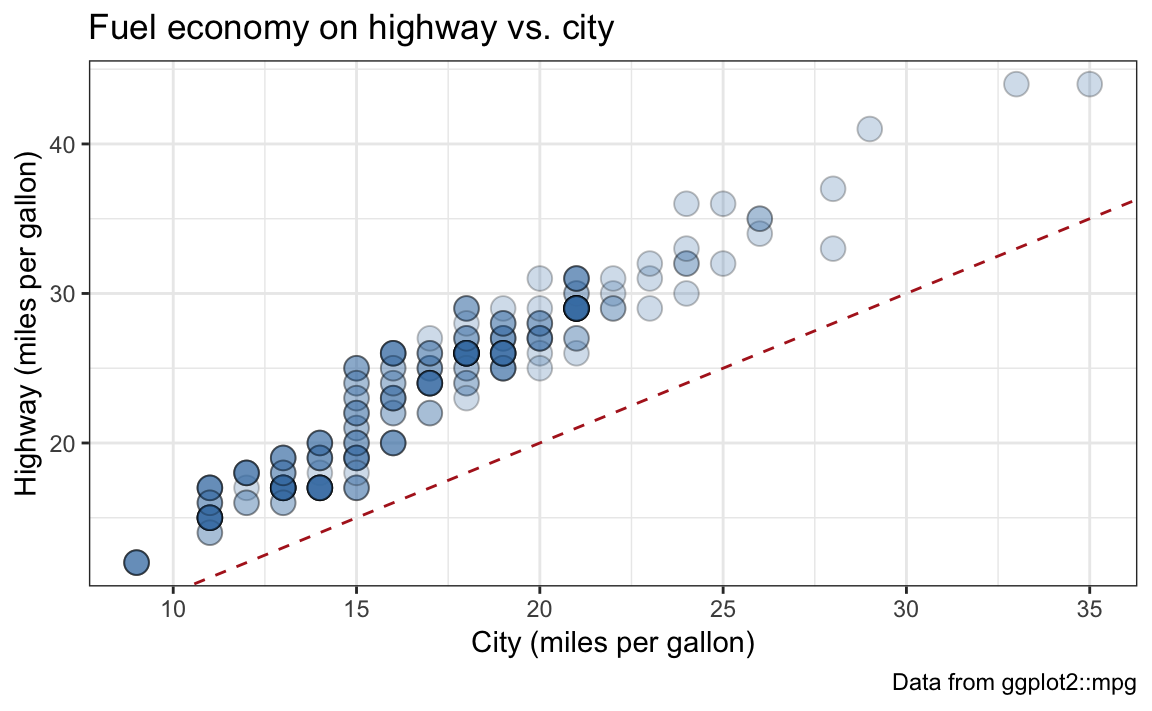 Fuel economy on highway vs. city
Highway (miles per gallon)
40
30
20
10 15 20 25 30 35
City (miles per gallon)
Data from ggplot2::mpg